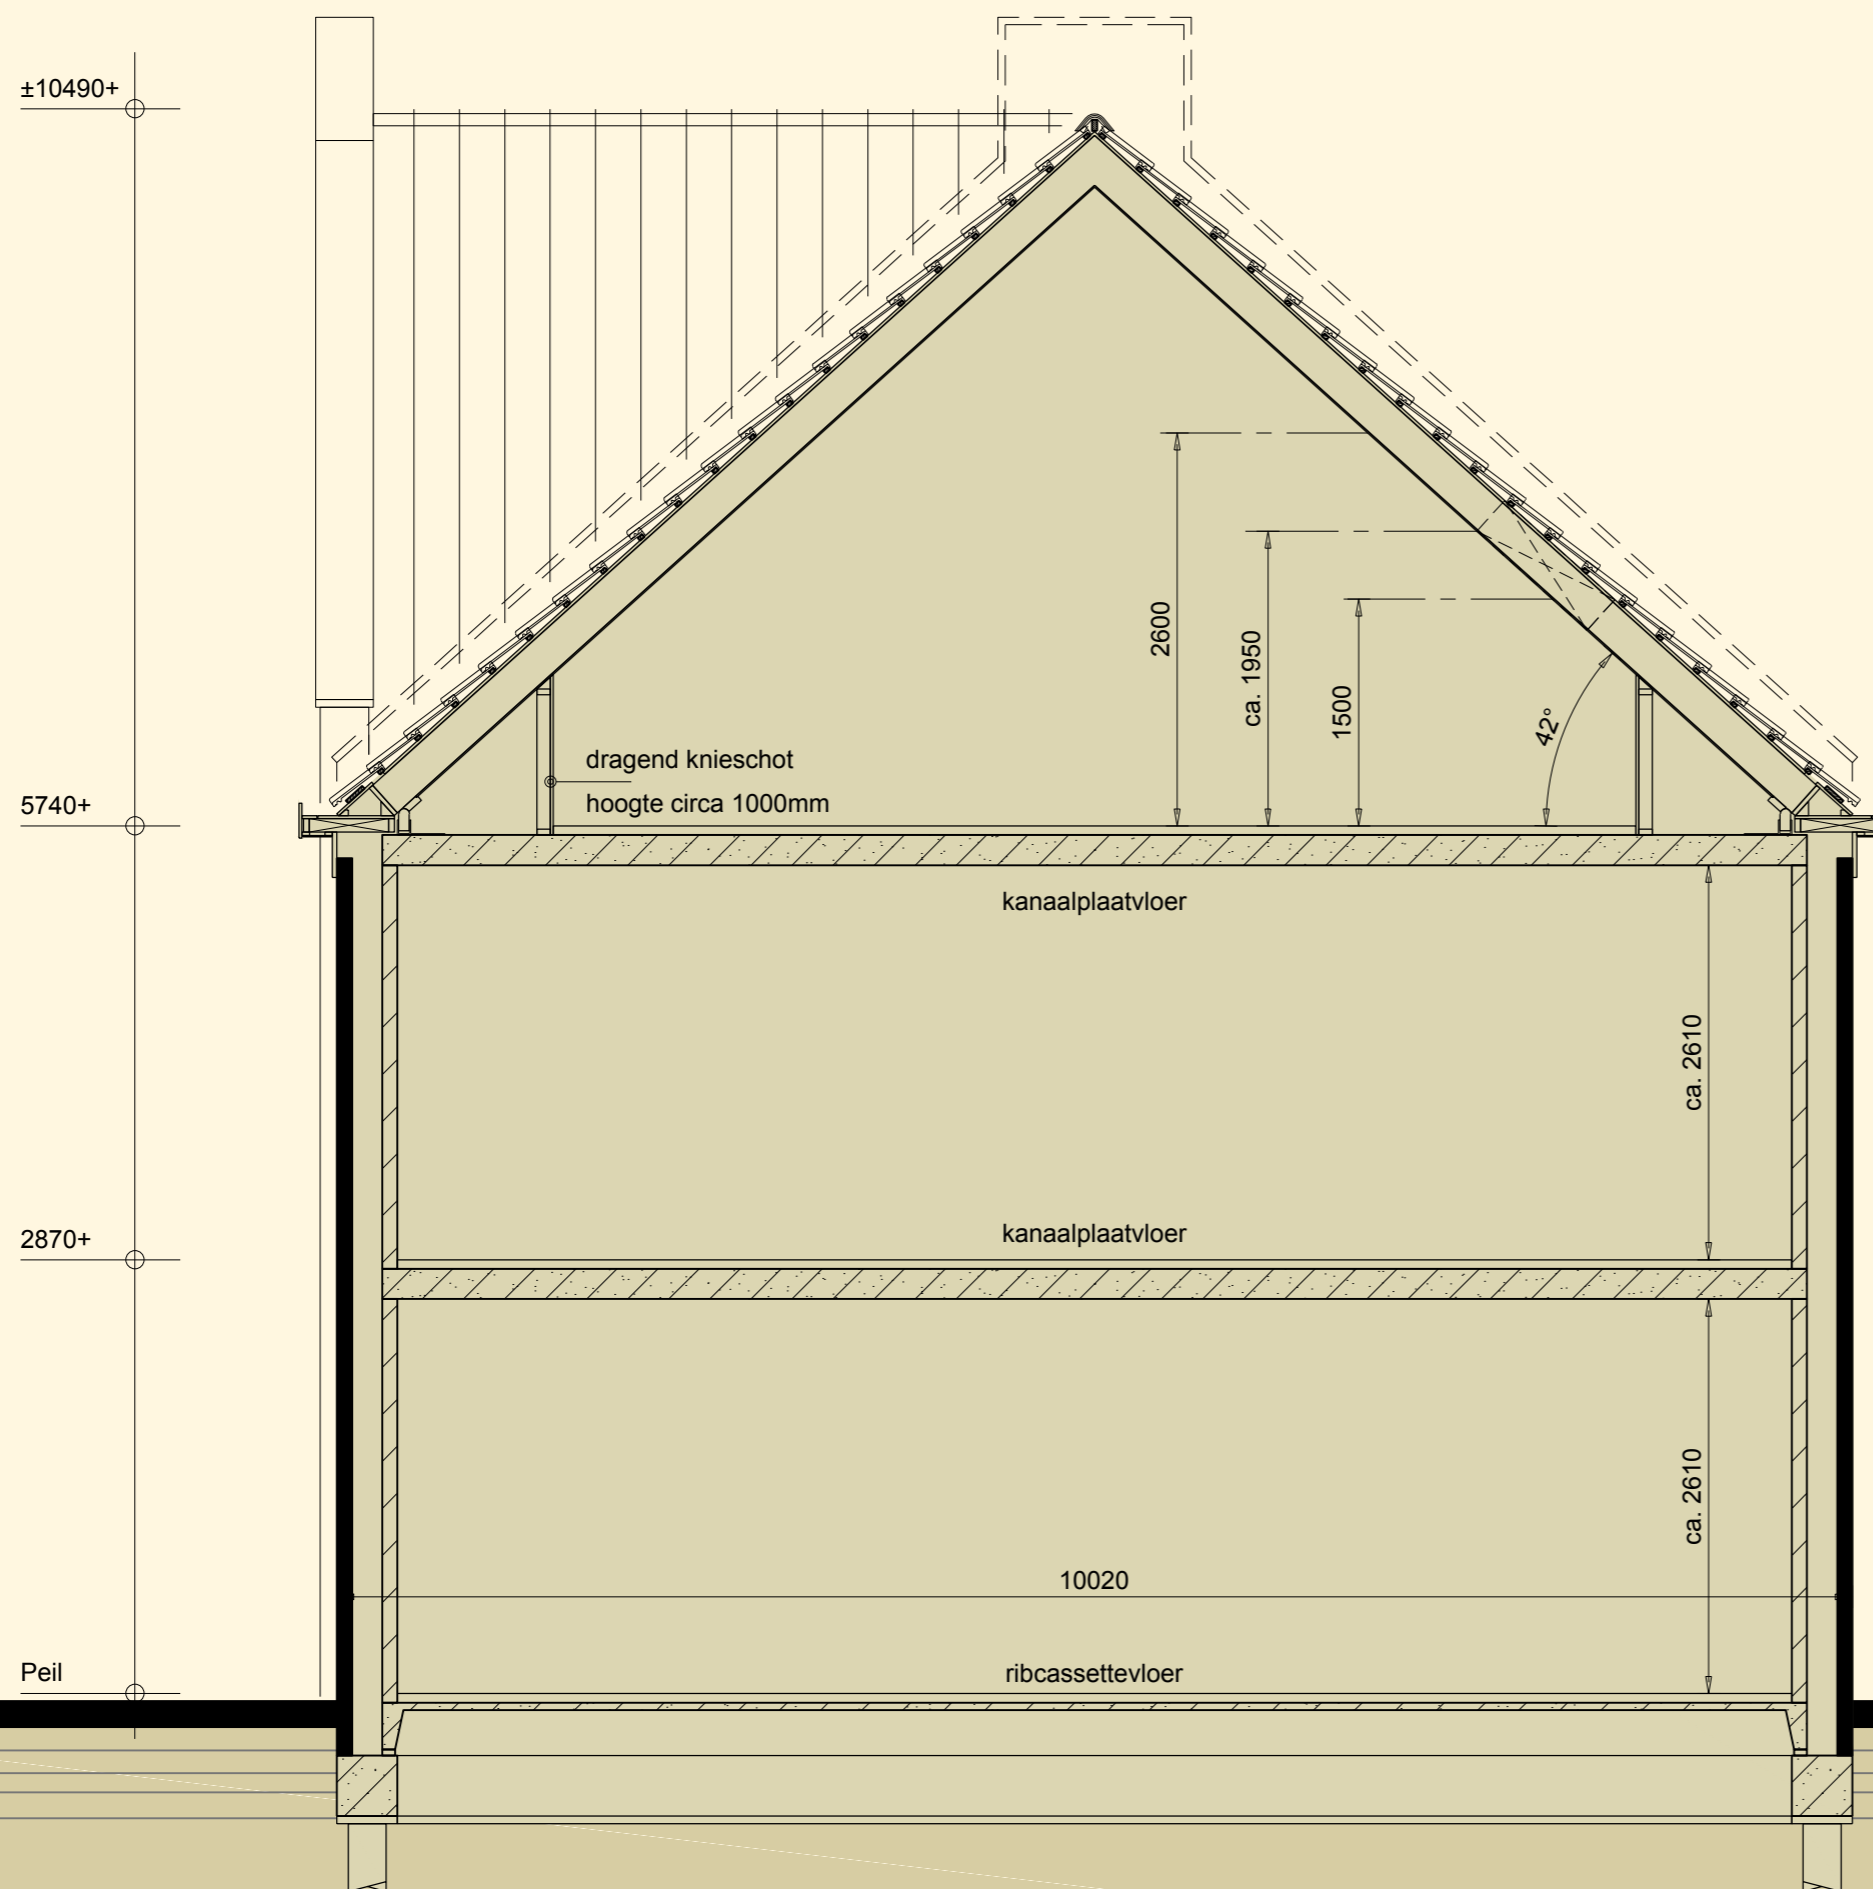 ±10490+
2600
ca. 1950
1500
42°
dragend knieschot
hoogte circa 1000mm
5740+
kanaalplaatvloer
ca. 2610
2870+
kanaalplaatvloer
ca. 2610
10020
Peil
ribcassettevloer